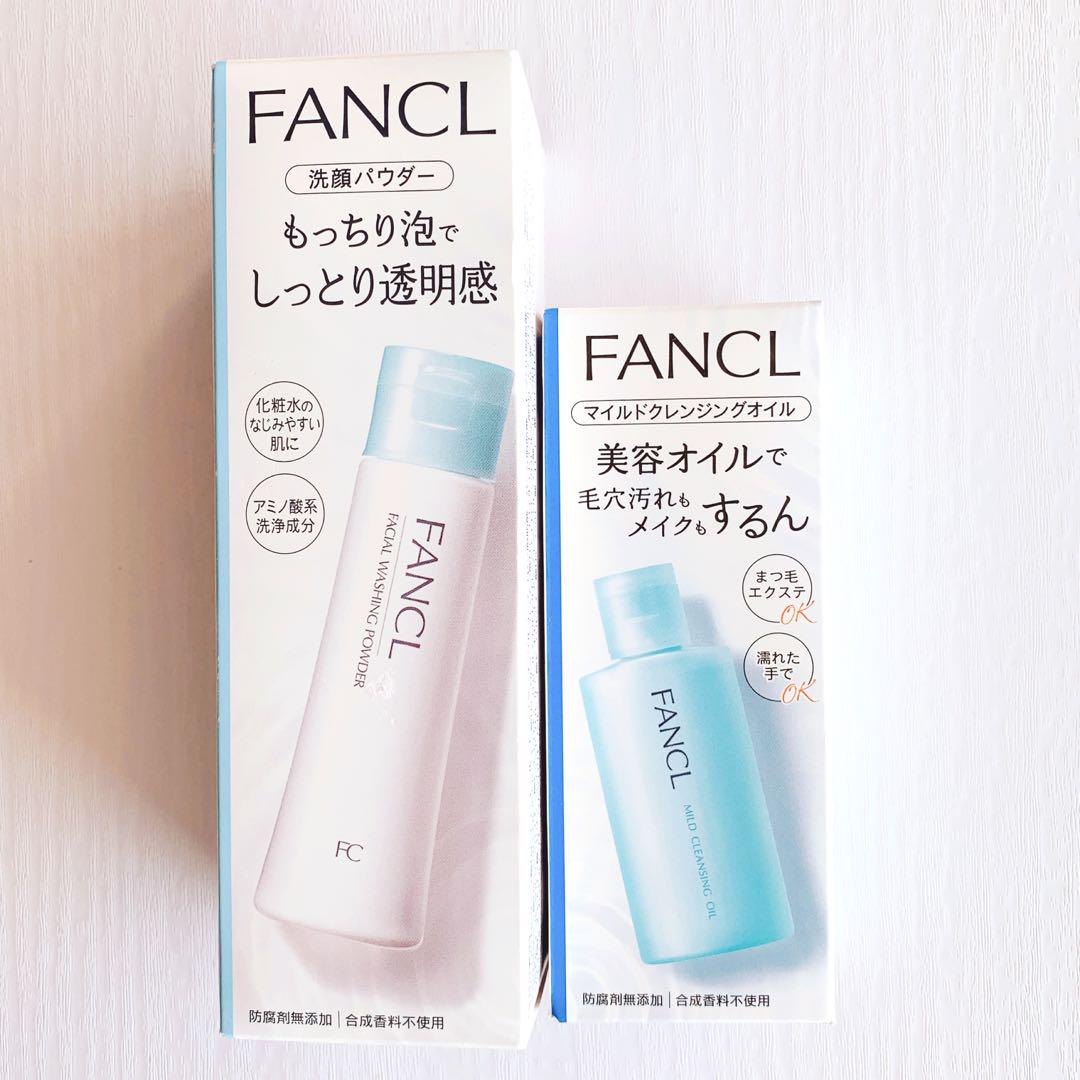 FANCL
洗顔パウダー
もっちり泡で
しっとり透明感
化粧水の
なじみやすい
肌に
アミノ酸系
洗浄成分
FANCL
FACIAL WASHING POWDER
FC
防腐剤無添加|合成香料不使用
FANCL
マイルドクレンジングオイル
美容オイルで
毛穴汚れも
メイクもするん
まつ毛
エクステ
OK
濡れた
手で
OK
FANCL
MILD CLEANSING OIL
防腐剤無添加|合成香料不使用